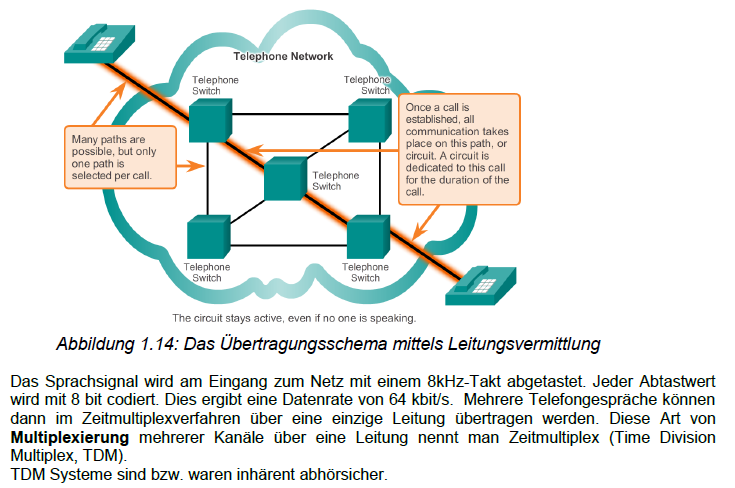 Telephone Network
Telephone
Switch
Telephone
Switch
Many paths are
possible, but only
one path is
selected per call.
Once a call is
established, all
communication takes
place on this path, or
circuit. A circuit is
dedicated to this call
for the duration of the
call.
Telephone
Switch
Telephone
Switch
Telephone
Switch
The circuit stays active, even if no one is speaking.
Abbildung 1.14: Das Übertragungsschema mittels Leitungsvermittlung
Das Sprachsignal wird am Eingang zum Netz mit einem 8kHz-Takt abgetastet. Jeder Abtastwert
wird mit 8 bit codiert. Dies ergibt eine Datenrate von 64 kbit/s. Mehrere Telefongespräche können
dann im Zeitmultiplexverfahren über eine einzige Leitung übertragen werden. Diese Art von
Multiplexierung mehrerer Kanäle über eine Leitung nennt man Zeitmultiplex (Time Division
Multiplex, TDM).
TDM Systeme sind bzw. waren inhärent abhörsicher.